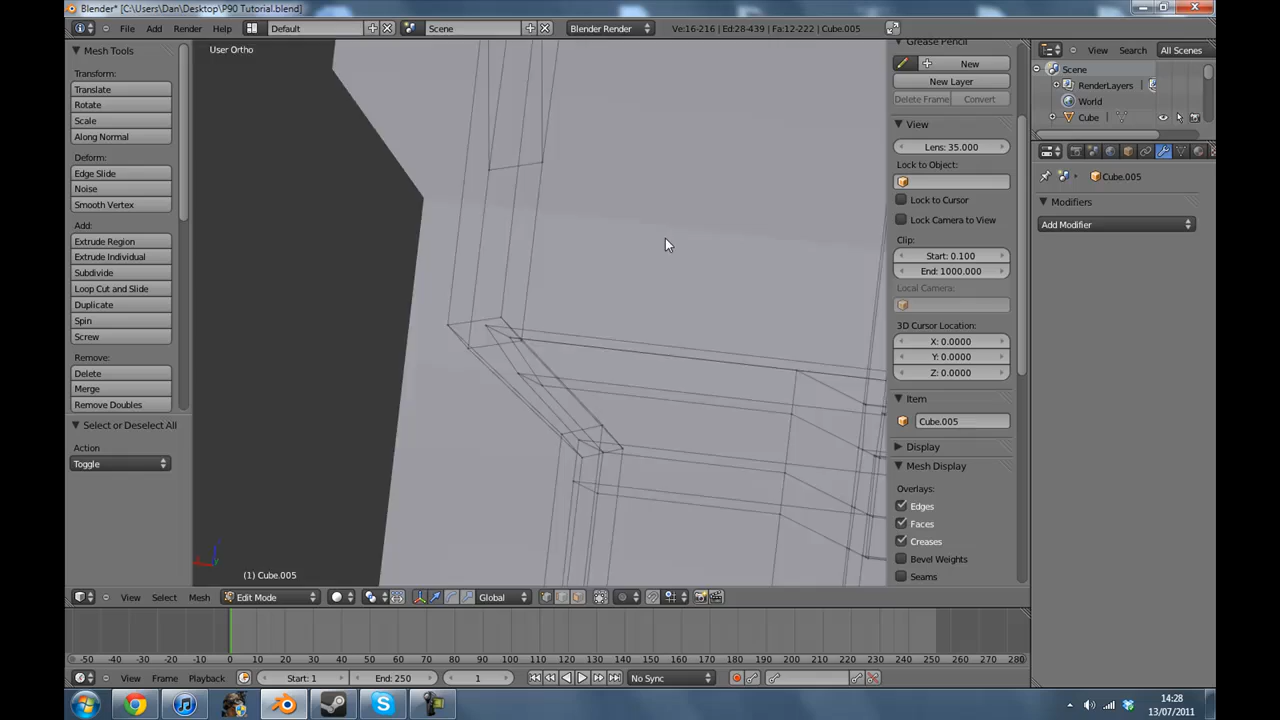 Blender* [C:\Users\Dan\Desktop\P90 Tutorial.blend]
File Add Render Help Default Scene Blender Render Ve:16-216 | Ed:28-439 | Fa:12-222 | Cube.005
Mesh Tools
Transform:
Translate
Rotate
Scale
Along Normal
Deform:
Edge Slide
Noise
Smooth Vertex
Add:
Extrude Region
Extrude Individual
Subdivide
Loop Cut and Slide
Duplicate
Spin
Screw
Remove:
Delete
Merge
Remove Doubles
Select or Deselect All
Action
Toggle
User Ortho
(1) Cube.005
Grease Pencil
New
New Layer
Delete Frame Convert
View
Lens: 35.000
Lock to Object:
Lock to Cursor
Lock Camera to View
Clip:
Start: 0.100
End: 1000.000
Local Camera:
3D Cursor Location:
X: 0.0000
Y: 0.0000
Z: 0.0000
Item
Cube.005
Display
Mesh Display
Overlays:
Edges
Faces
Creases
Bevel Weights
Seams
View Search All Scenes
Scene
RenderLayers
World
Cube
Cube.005
Modifiers
Add Modifier
View Select Mesh Edit Mode Global
-50 -40 -30 -20 -10 0 10 20 30 40 50 60 70 80 90 100 110 120 130 140 150 160 170 180 190 200 210 220 230 240 250 260 270 280
View Frame Playback Start: 1 End: 250 1 No Sync
14:28
13/07/2011